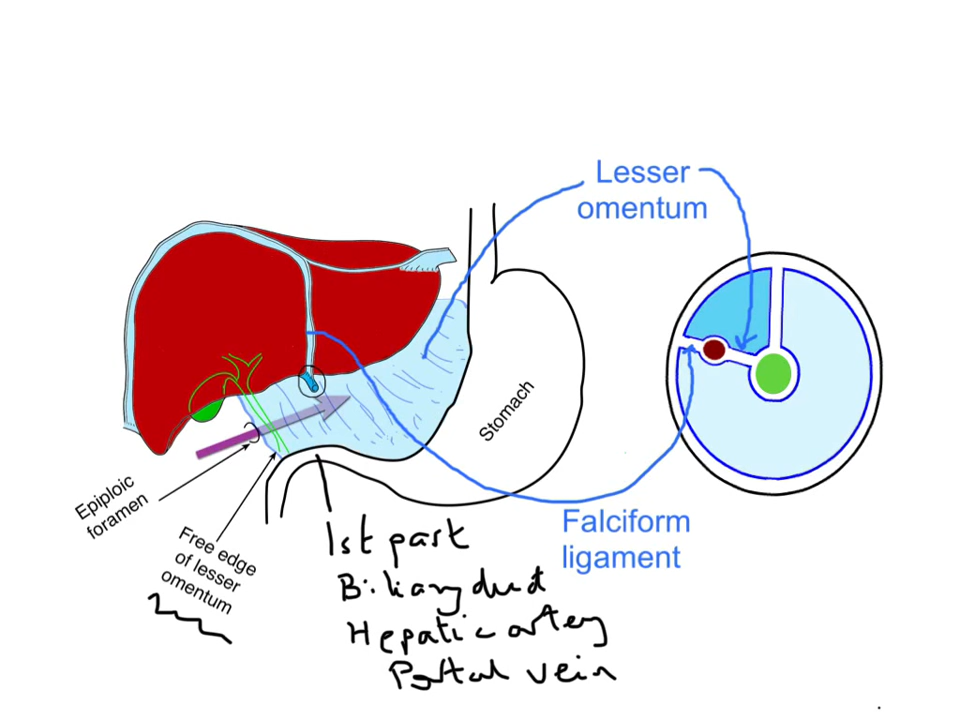 Lesser
omentum
Stomach
Epiploic
foramen
Free edge
of lesser
omentum
Falciform
ligament
1st part
Biliary duct
Hepatic artery
Portal vein